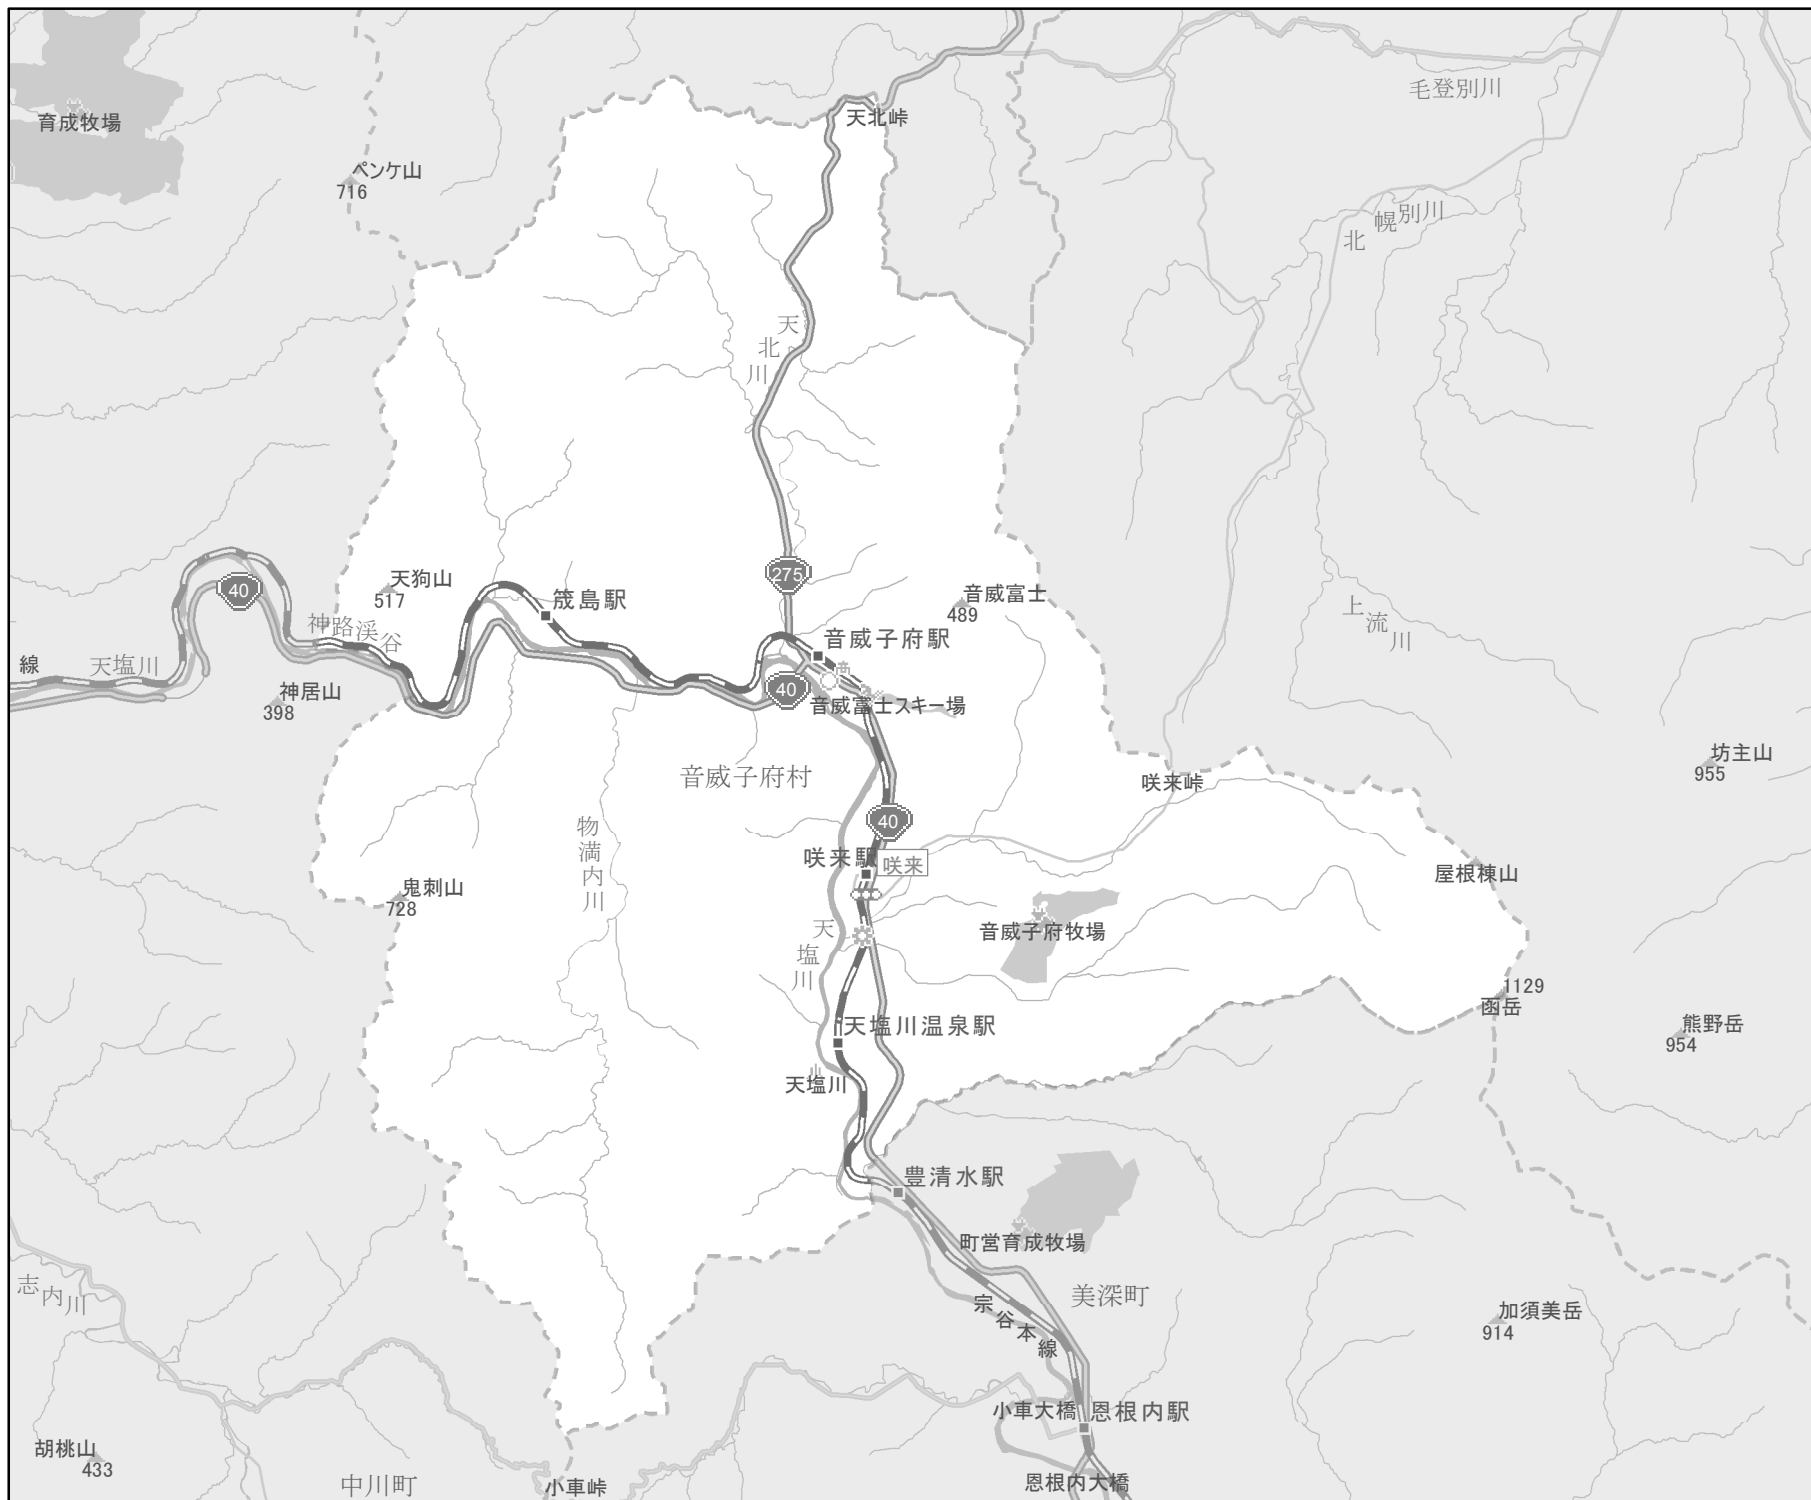 毛登別川
天北峠
育成牧場
ペンケ山
716
北幌別川
天北川
275
40
天狗山
517
筬島駅
音威富士
489
上流川
神路渓谷
音威子府駅
線
天塩川
神居山
398
40
音威富士スキー場
坊主山
955
音威子府村
咲来峠
40
物満内川
咲来駅
咲来
屋根棟山
鬼刺山
728
音威子府牧場
天塩川
1129
函岳
天塩川温泉駅
熊野岳
954
天塩川
豊清水駅
町営育成牧場
志内川
美深町
宗谷本線
加須美岳
914
小車大橋
恩根内駅
胡桃山
433
中川町
小車峠
恩根内大橋